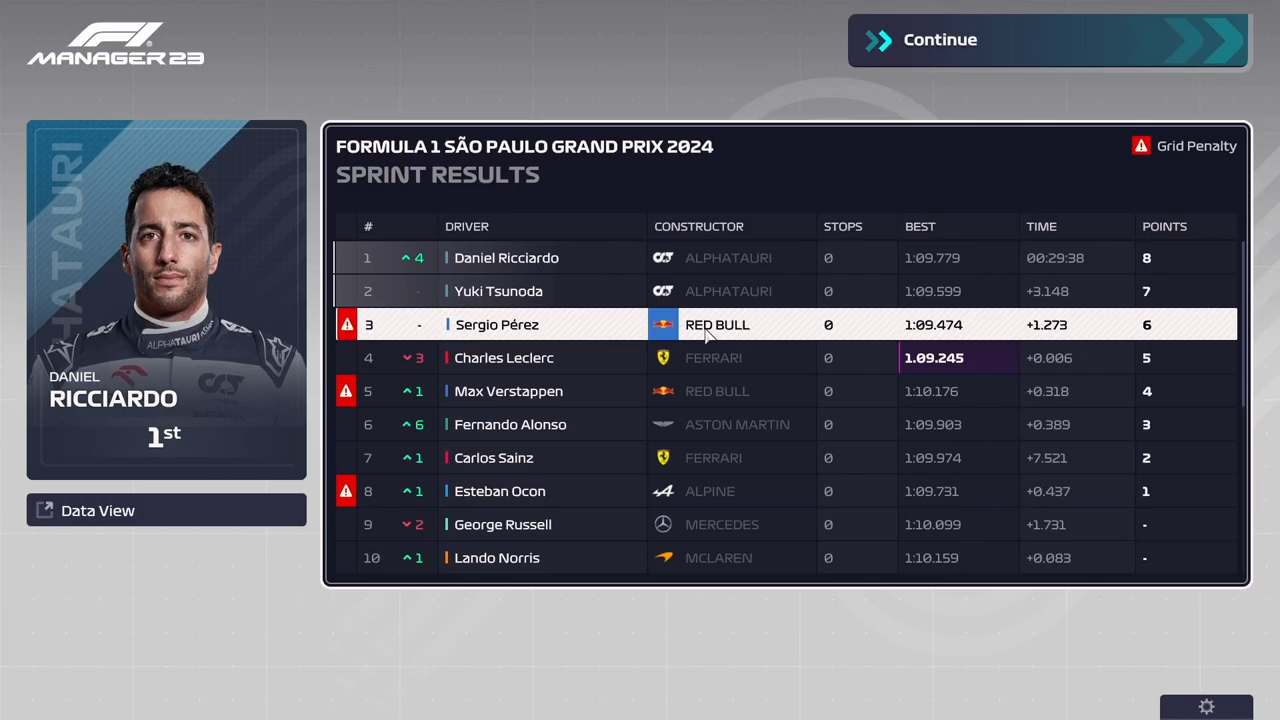 F1
MANAGER 23
Continue
ALPHATAURI
ALPHATAURI
DANIEL
RICCIARDO
1st
Data View
FORMULA 1 SÃO PAULO GRAND PRIX 2024
Grid Penalty
SPRINT RESULTS
# DRIVER CONSTRUCTOR STOPS BEST TIME POINTS
1 4 Daniel Ricciardo ALPHATAURI 0 1:09.779 00:29:38 8
2 - Yuki Tsunoda ALPHATAURI 0 1:09.599 +3.148 7
3 - Sergio Pérez RED BULL 0 1:09.474 +1.273 6
4 3 Charles Leclerc FERRARI 0 1:09.245 +0.006 5
5 1 Max Verstappen RED BULL 0 1:10.176 +0.318 4
6 6 Fernando Alonso ASTON MARTIN 0 1:09.903 +0.389 3
7 1 Carlos Sainz FERRARI 0 1:09.974 +7.521 2
8 1 Esteban Ocon ALPINE 0 1:09.731 +0.437 1
9 2 George Russell MERCEDES 0 1:10.099 +1.731 -
10 1 Lando Norris MCLAREN 0 1:10.159 +0.083 -